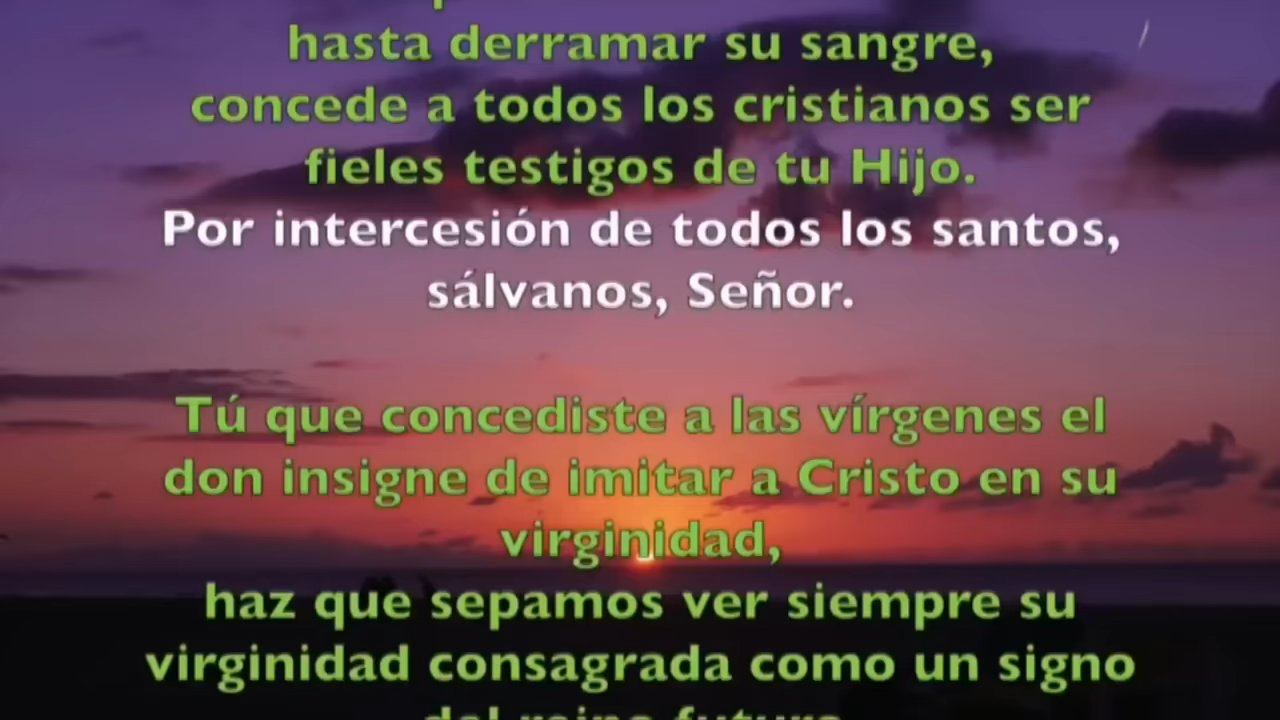 hasta derramar su sangre,
concede a todos los cristianos ser
fieles testigos de tu Hijo.
Por intercesión de todos los santos,
sálvanos, Señor.
Tú que concediste a las vírgenes el
don insigne de imitar a Cristo en su
virginidad,
haz que sepamos ver siempre su
virginidad consagrada como un signo
del reino futuro